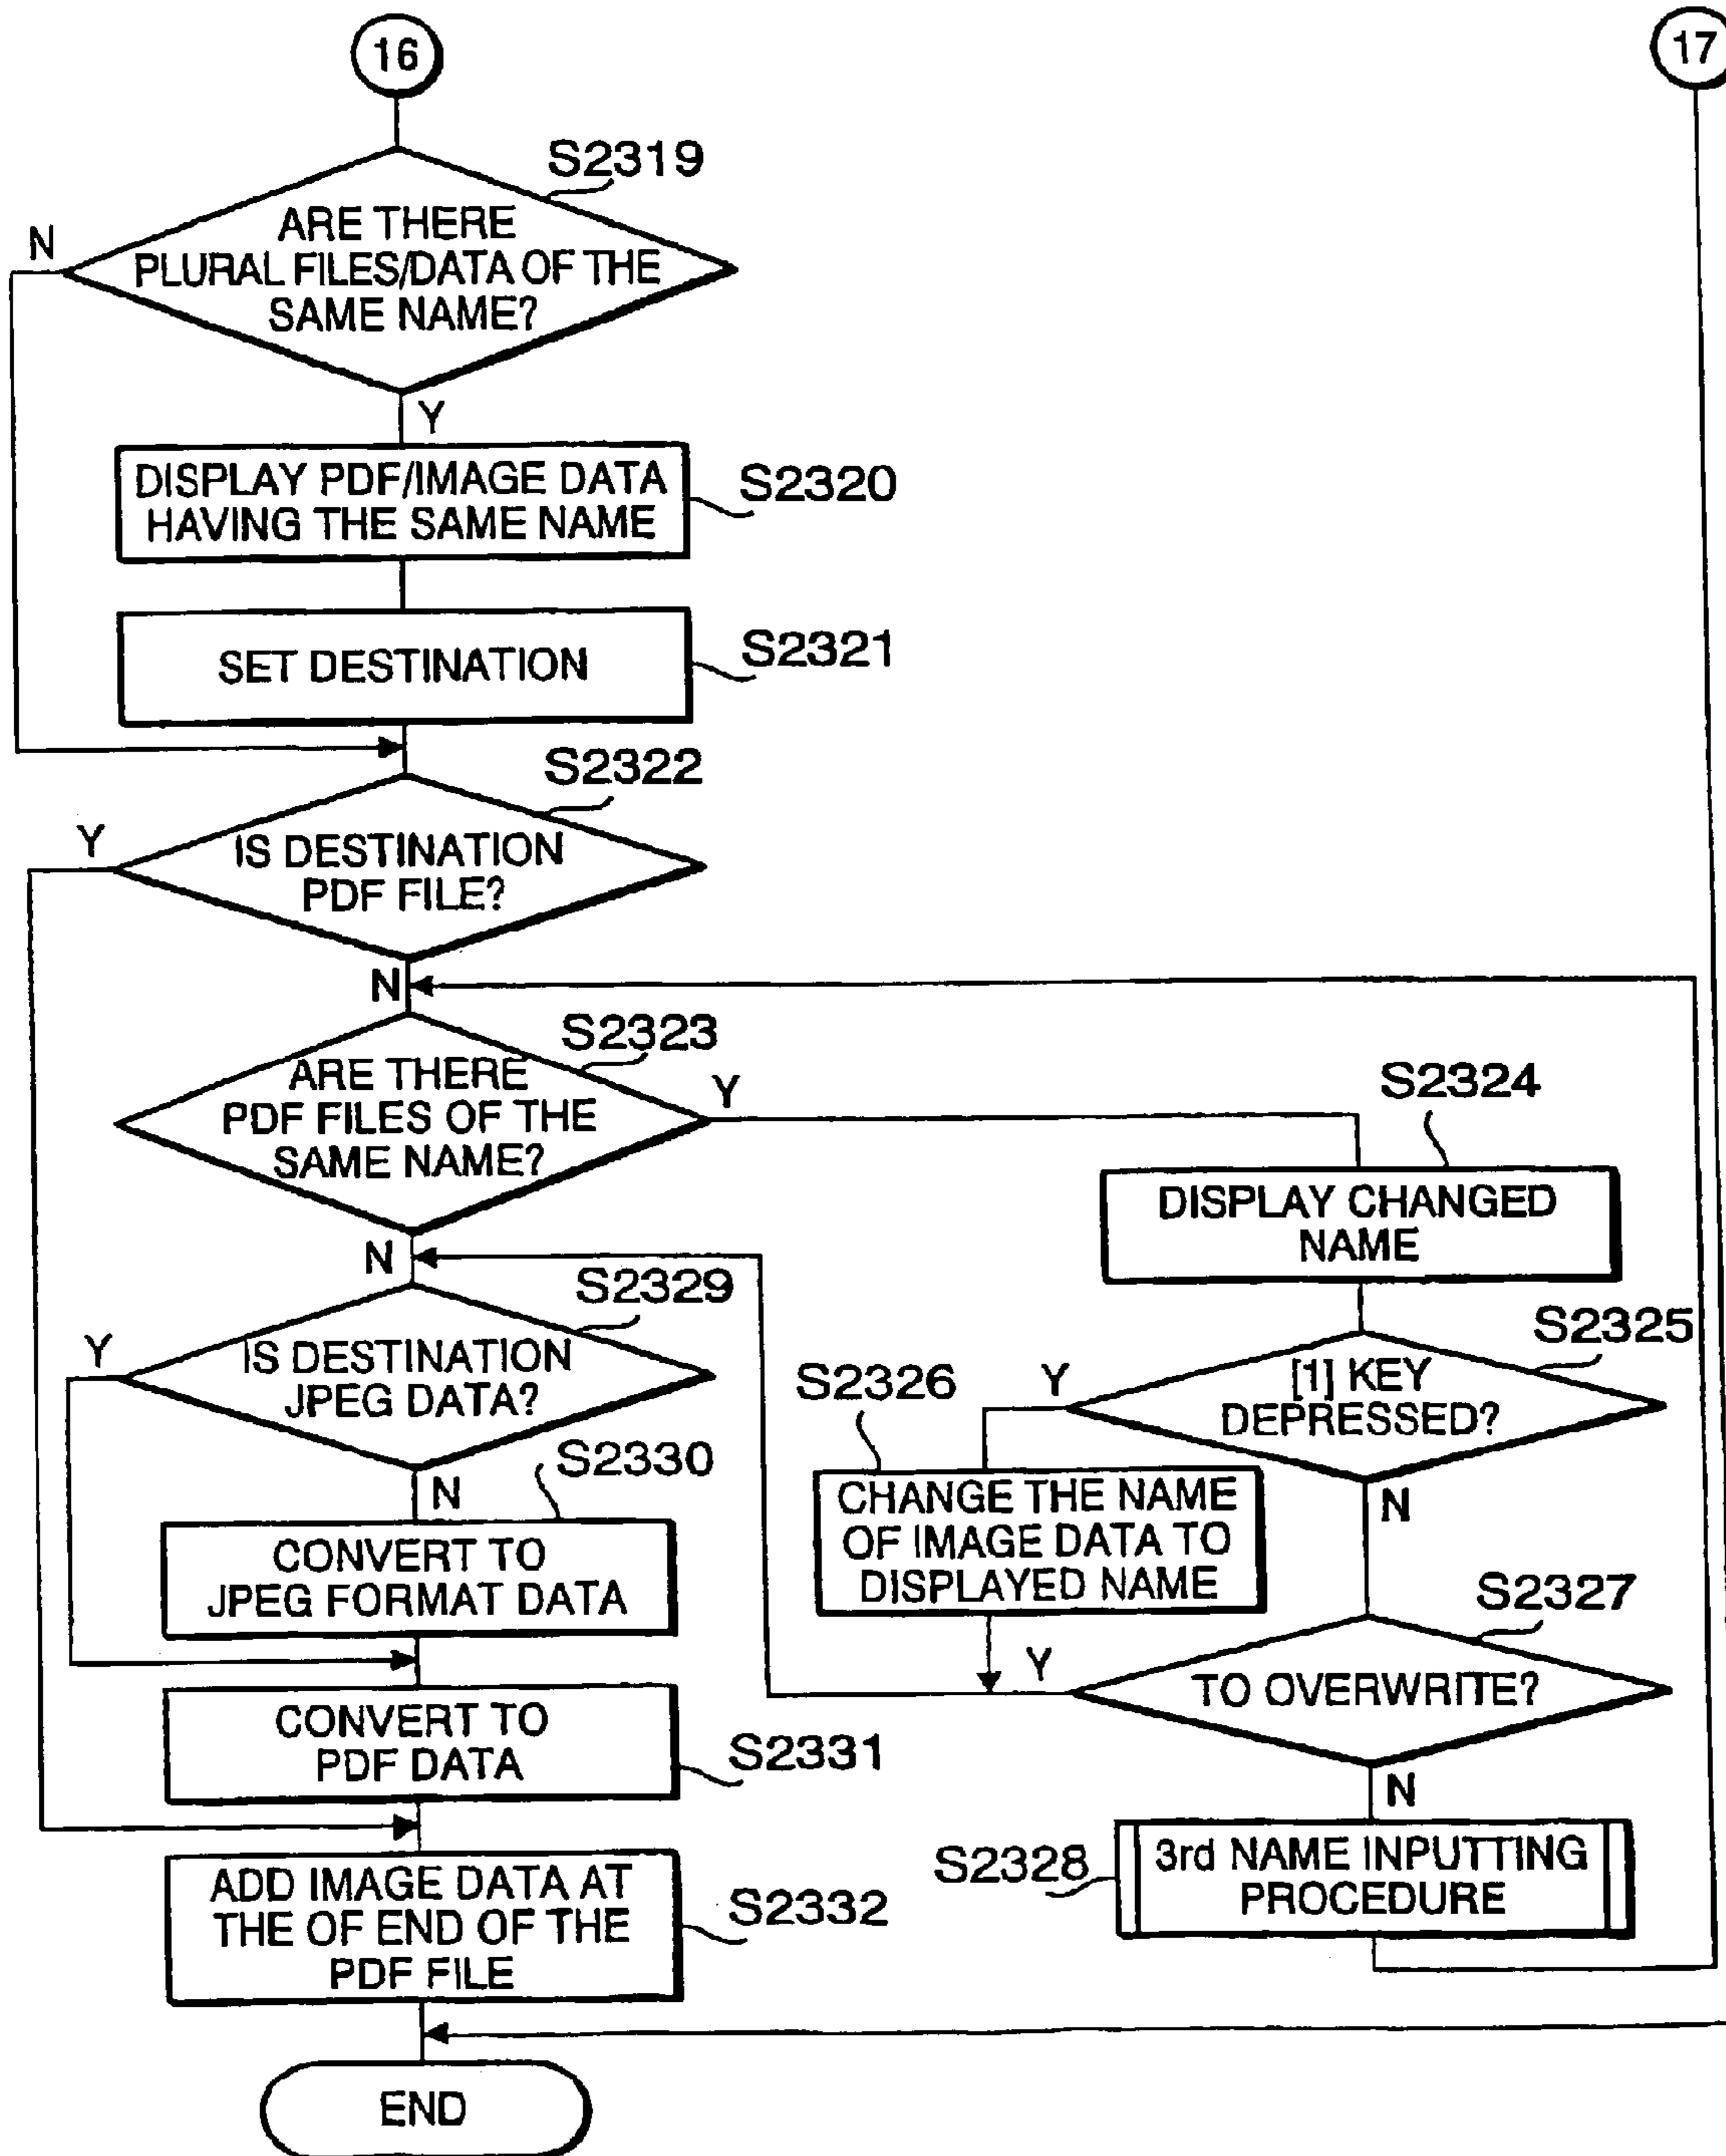 16
17
S2319
ARE THERE
PLURAL FILES/DATA OF THE
SAME NAME?
N
Y
DISPLAY PDF/IMAGE DATA
HAVING THE SAME NAME
S2320
SET DESTINATION
S2321
S2322
Y
IS DESTINATION
PDF FILE?
N
S2323
ARE THERE
PDF FILES OF THE
SAME NAME?
Y
N
S2324
DISPLAY CHANGED
NAME
S2325
[1] KEY
DEPRESSED?
Y
N
S2326
CHANGE THE NAME
OF IMAGE DATA TO
DISPLAYED NAME
S2327
TO OVERWRITE?
Y
N
S2328
3rd NAME INPUTTING
PROCEDURE
S2329
Y
IS DESTINATION
JPEG DATA?
N
S2330
CONVERT TO
JPEG FORMAT DATA
CONVERT TO
PDF DATA
S2331
ADD IMAGE DATA AT
THE OF END OF THE
PDF FILE
S2332
END